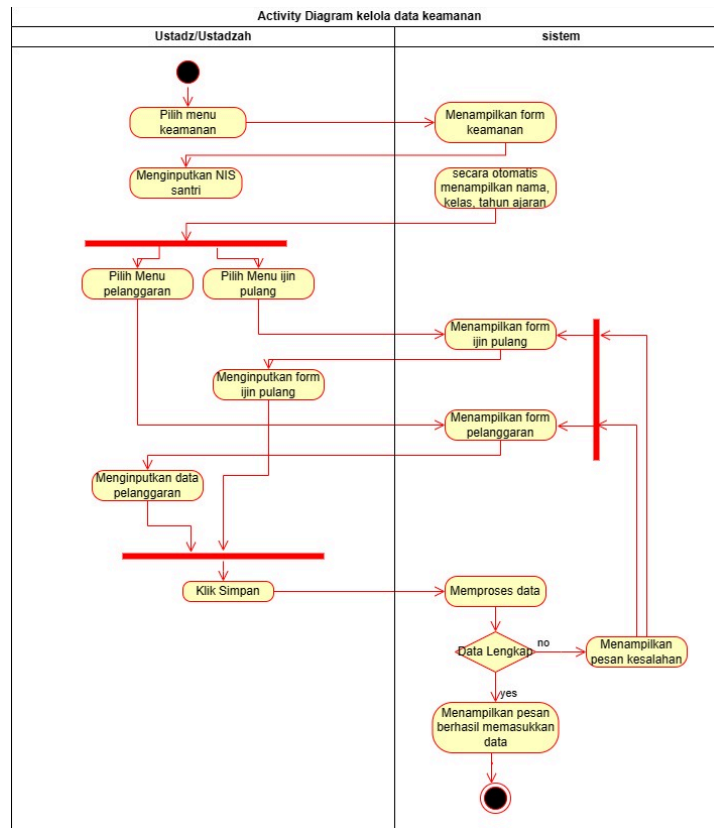 Activity Diagram kelola data keamanan
Ustadz/Ustadzah
sistem
Pilih menu
keamanan
Menampilkan form
keamanan
Menginputkan NIS
santri
secara otomatis
menampilkan nama,
kelas, tahun ajaran
Pilih Menu
pelanggaran
Pilih Menu ijin
pulang
Menampilkan form
ijin pulang
Menginputkan form
ijin pulang
Menampilkan form
pelanggaran
Menginputkan data
pelanggaran
Klik Simpan
Memproses data
Data Lengkap
no
Menampilkan
pesan kesalahan
yes
Menampilkan pesan
berhasil memasukkan
data